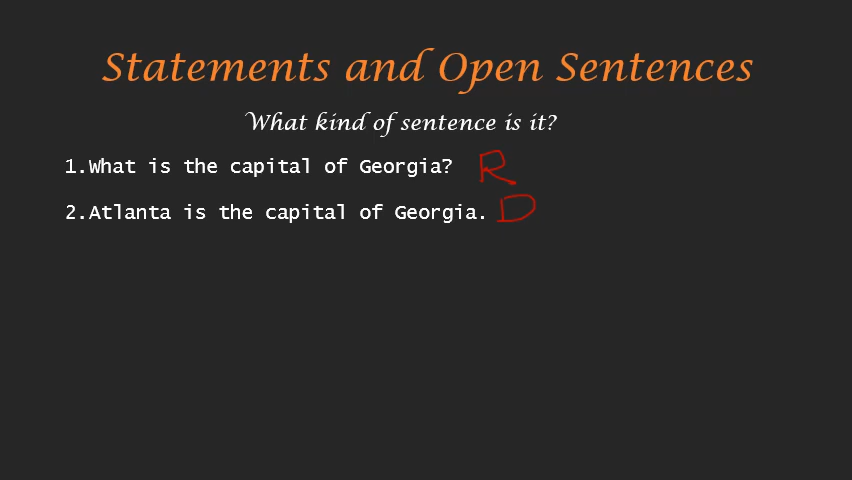 Statements and Open Sentences
What kind of sentence is it?
1.What is the capital of Georgia? R
2.Atlanta is the capital of Georgia. D